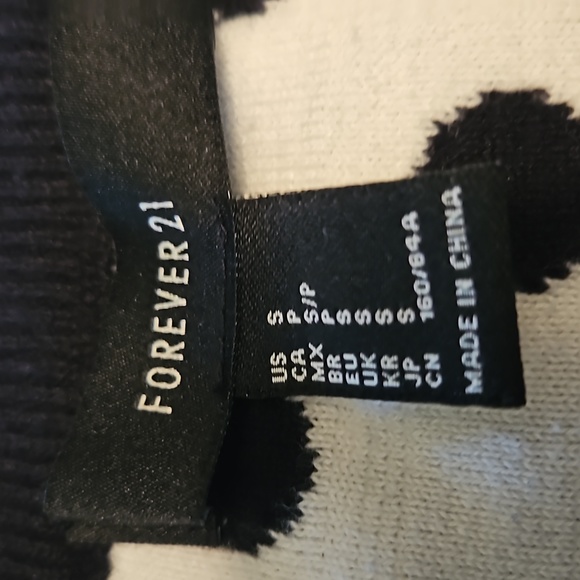 FOREVER 21
US S
CA P
MX S/P
BR P
EU S
UK S
KR S
JP S
CN 160/84A
MADE IN CHINA